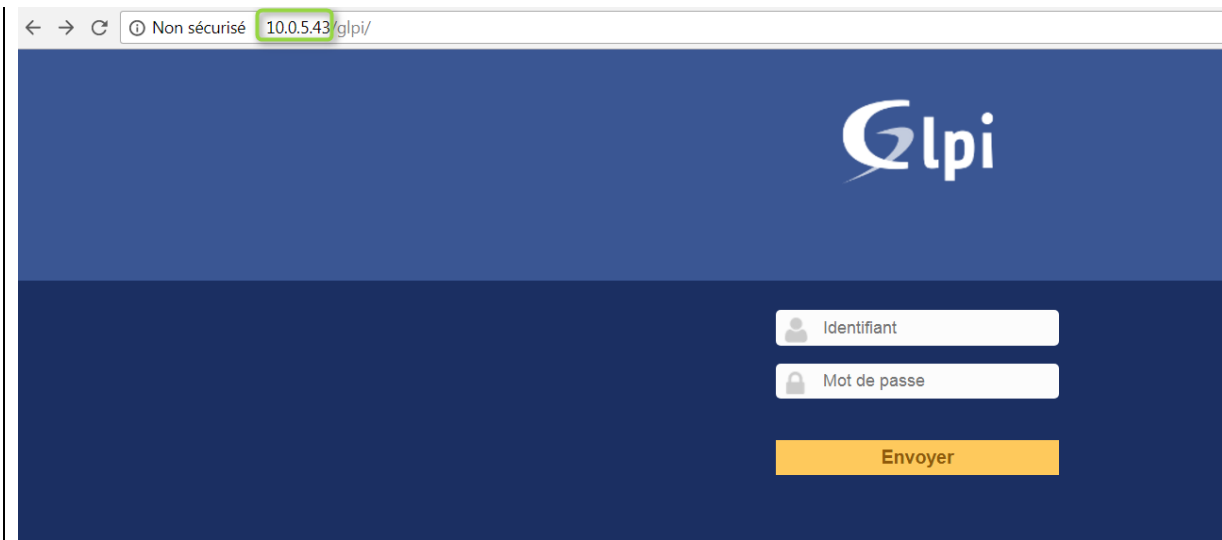 Non sécurisé 10.0.5.43/glpi/
Glpi
Identifiant
Mot de passe
Envoyer